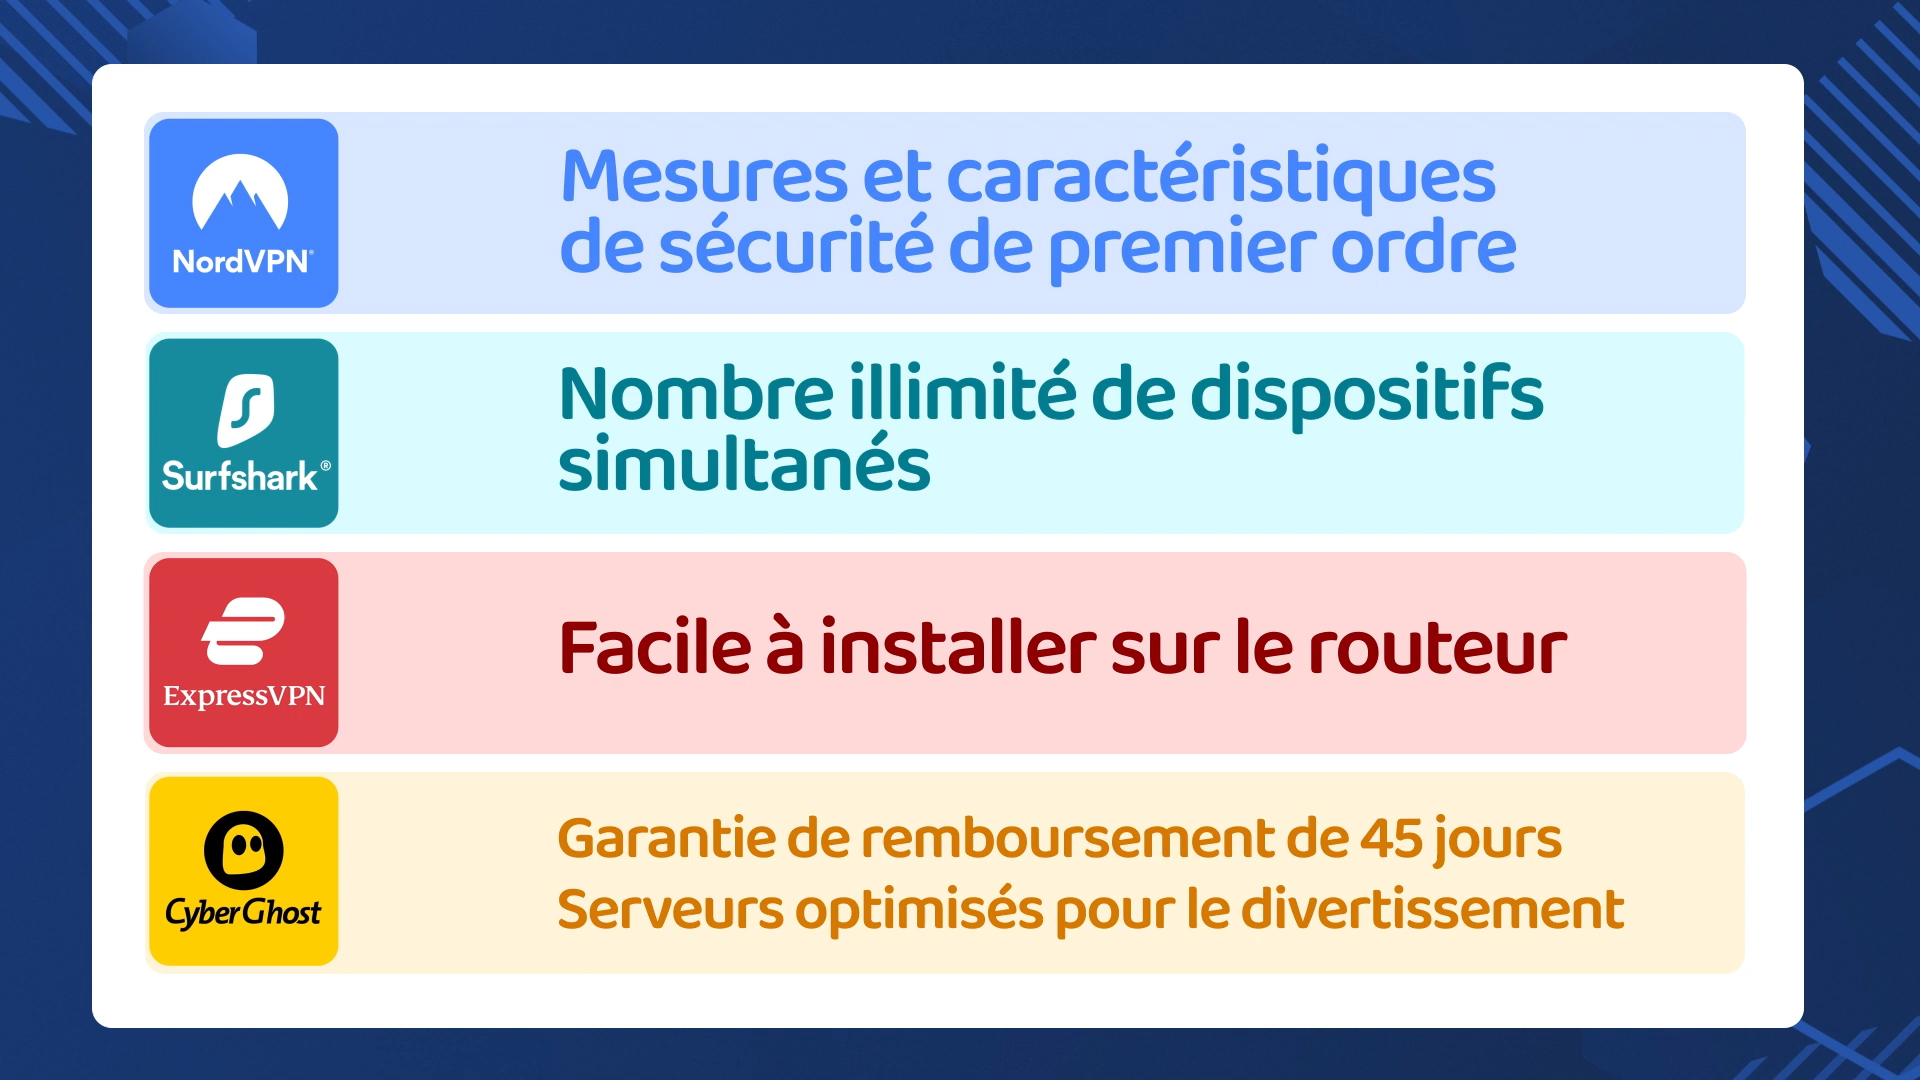 NordVPN®
Mesures et caractéristiques
de sécurité de premier ordre
Surfshark®
Nombre illimité de dispositifs
simultanés
ExpressVPN
Facile à installer sur le routeur
CyberGhost
Garantie de remboursement de 45 jours
Serveurs optimisés pour le divertissement